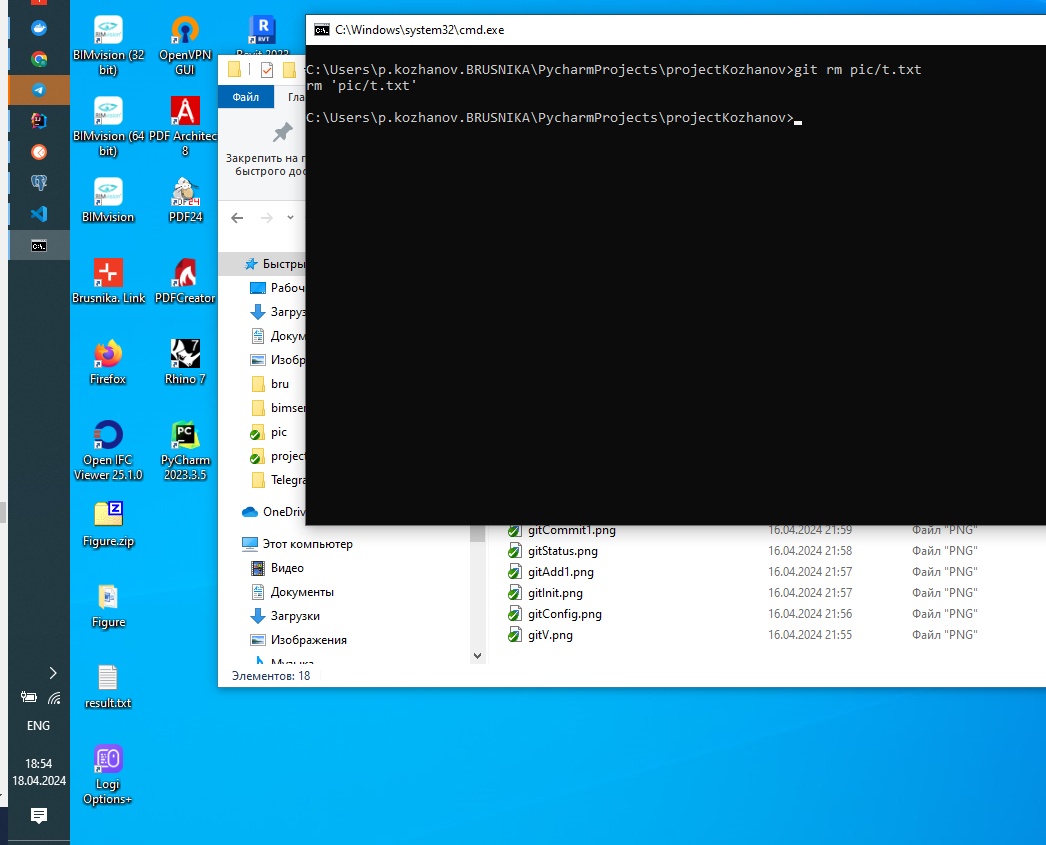 BIMvision (32 bit)
OpenVPN GUI
Revit 2022
BIMvision (64 bit)
PDF Architec
8
BIMvision
PDF24
Brusnika. Link
PDFCreator
Firefox
Rhino 7
Open IFC
Viewer 25.1.0
PyCharm
2023.3.5
Figure.zip
Figure
result.txt
Logi
Options+
ENG
18:54
18.04.2024
C:\Windows\system32\cmd.exe
C:\Users\p.kozhanov.BRUSNIKA\PycharmProjects\projectKozhanov>git rm pic/t.txt
rm 'pic/t.txt'
C:\Users\p.kozhanov.BRUSNIKA\PycharmProjects\projectKozhanov>
Файл
Гла
Закрепить на п
быстрого дос
Быстры
Рабоч
Загруз
Докум
Изобр
bru
bimser
pic
project
Telegra
OneDriv
Этот компьютер
Видео
Документы
Загрузки
Изображения
Музыка
gitCommit1.png 16.04.2024 21:59 Файл "PNG"
gitStatus.png 16.04.2024 21:58 Файл "PNG"
gitAdd1.png 16.04.2024 21:57 Файл "PNG"
gitInit.png 16.04.2024 21:57 Файл "PNG"
gitConfig.png 16.04.2024 21:56 Файл "PNG"
gitV.png 16.04.2024 21:55 Файл "PNG"
Элементов: 18